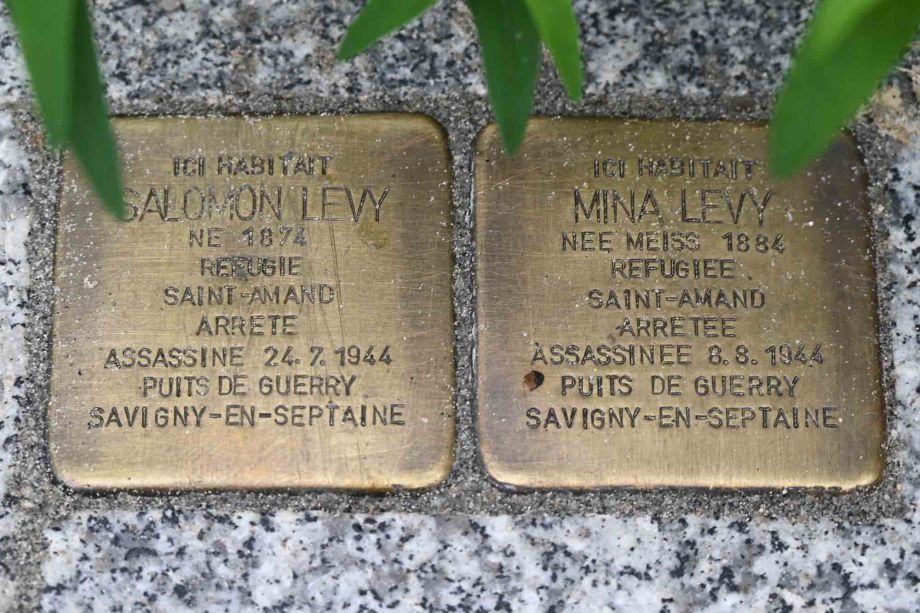 ICI HABITAIT
SALOMON LEVY
NE 1874
REFUGIE
SAINT-AMAND
ARRETE
ASSASSINE 24.7.1944
PUITS DE GUERRY
SAVIGNY-EN-SEPTAINE
ICI HABITAIT
MINA LEVY
NEE MEISS 1884
REFUGIEE
SAINT-AMAND
ARRETEE
ASSASSINEE 8.8.1944
PUITS DE GUERRY
SAVIGNY-EN-SEPTAINE